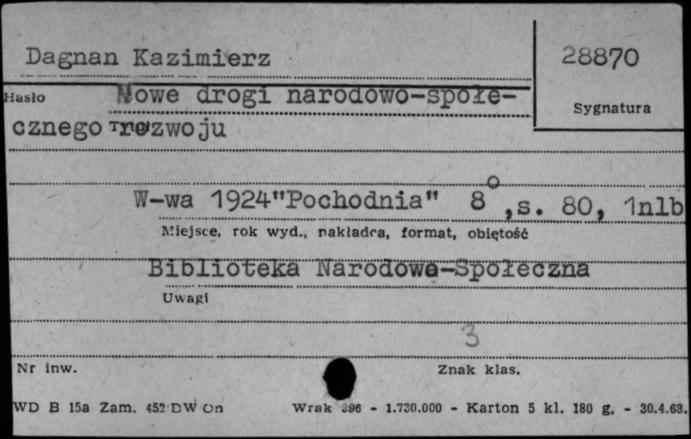 Dagnan Kazimierz
28870
Hasło
Nowe drogi narodowo-społe-
Sygnatura
cznego rozwoju
W-wa 1924 "Pochodnia" 8°, s. 80, 1nlb
Miejsce, rok wyd., nakładca, format, objętość
Biblioteka Narodowo-Społeczna
Uwagi
3
Nr inw.
Znak klas.
WD B 15a Zam. 452 DW On Wrak 396 - 1.730.000 - Karton 5 kl. 180 g. - 30.4.63.